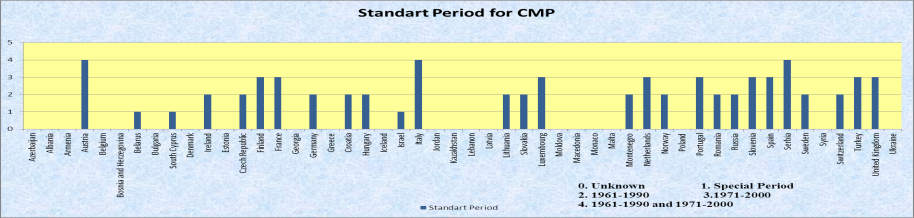 Standart Period for CMP
5
4
3
2
1
0
Azerbaijan
Albania
Armenia
Austria
Belgium
Bosnia and Herzegovinia
Belarus
Bulgaria
South Cyprus
Denmark
Ireland
Estonia
Czech Republic
Finland
France
Georgia
Germany
Greece
Croatia
Hungary
Iceland
Israel
Italy
Jordan
Kazakhstan
Lebanon
Latvia
Lithuania
Slovakia
Luxembourg
Moldova
Macedonia
Monaco
Malta
Montenegro
Netherlands
Norway
Poland
Portugal
Romania
Russia
Slovenia
Spain
Serbia
Sweden
Syria
Switzerland
Turkey
United Kingdom
Ukraine
0. Unknown 1. Special Period
2. 1961-1990 3.1971-2000
4. 1961-1990 and 1971-2000
Standart Period